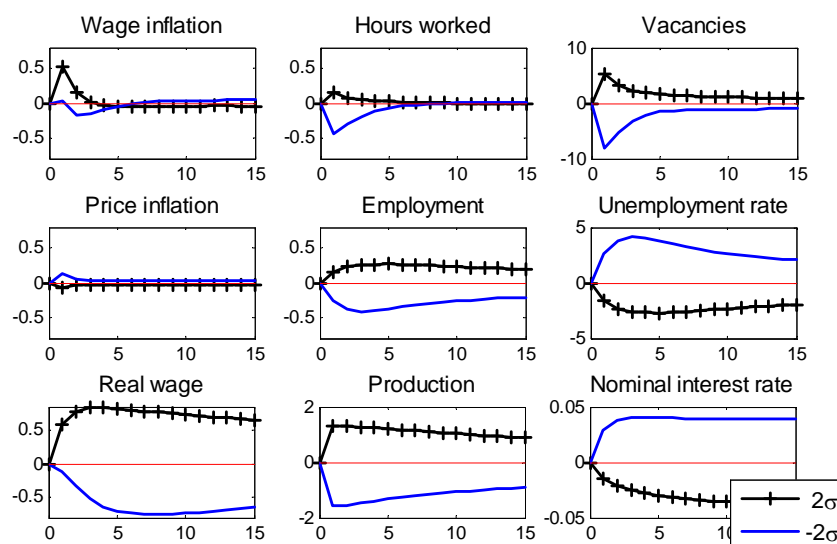 Wage inflation
Hours worked
Vacancies
0.5
0
-0.5
0 5 10 15
0.5
0
-0.5
0 5 10 15
10
0
-10
0 5 10 15
Price inflation
Employment
Unemployment rate
0.5
0
-0.5
0 5 10 15
0.5
0
-0.5
0 5 10 15
5
0
-5
0 5 10 15
Real wage
Production
Nominal interest rate
0.5
0
-0.5
0 5 10 15
2
0
-2
0 5 10 15
0.05
0
-0.05
0 5 10
2σ
-2σ